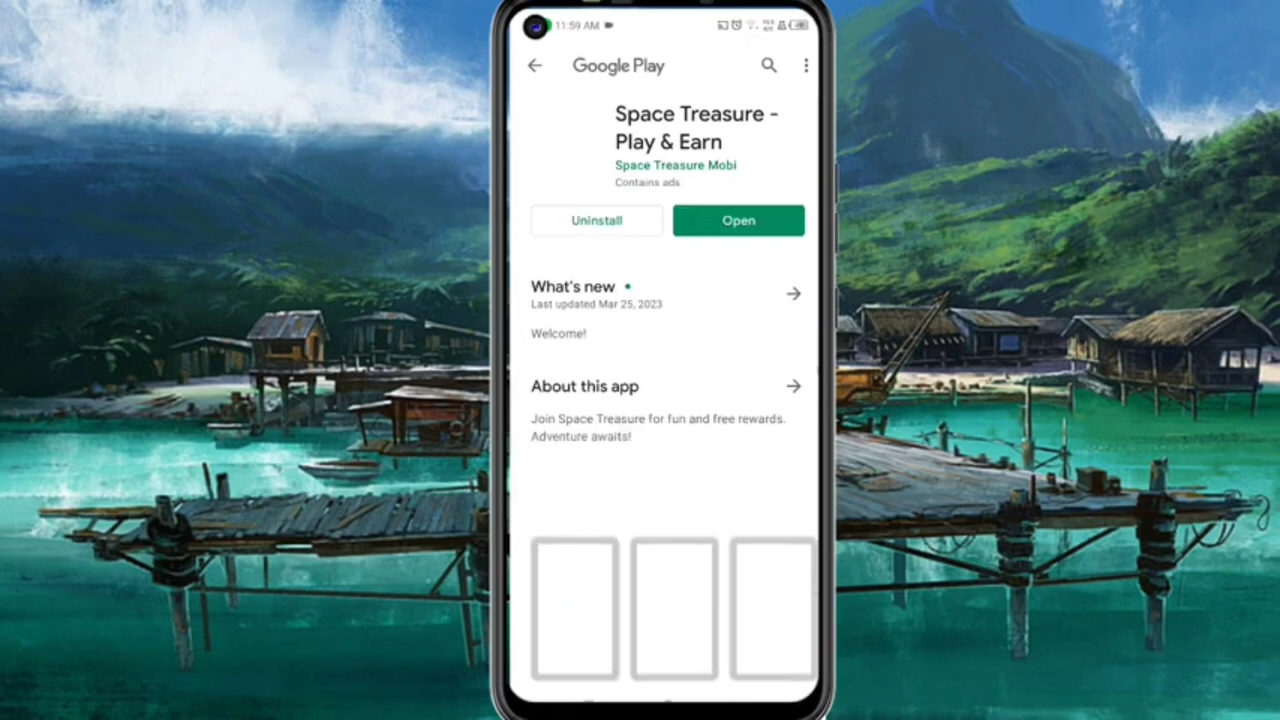 11:59 AM
Google Play
Space Treasure -
Play & Earn
Space Treasure Mobi
Contains ads
Uninstall
Open
What's new
Last updated Mar 25, 2023
Welcome!
About this app
Join Space Treasure for fun and free rewards.
Adventure awaits!